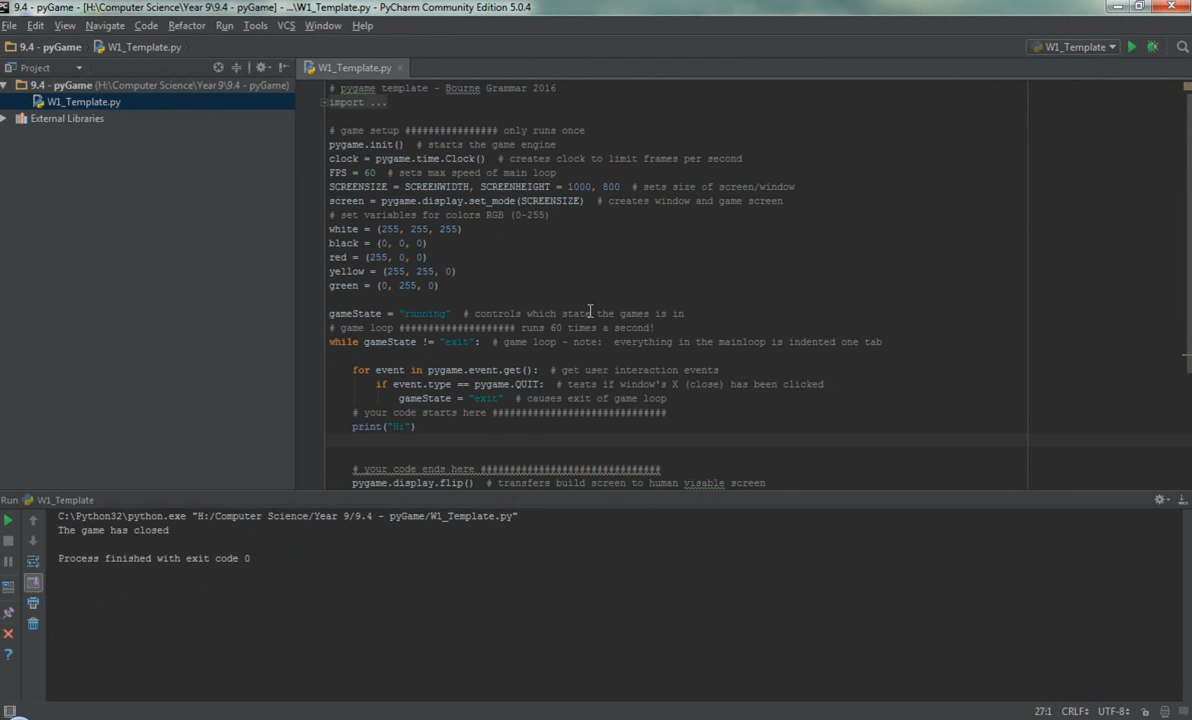 9.4 - pyGame - [H:\Computer Science\Year 9\9.4 - pyGame] - ...\W1_Template.py - PyCharm Community Edition 5.0.4
File Edit View Navigate Code Refactor Run Tools VCS Window Help
9.4 - pyGame W1_Template.py W1_Template
Project W1_Template.py
9.4 - pyGame (H:\Computer Science\Year 9\9.4 - pyGame)
W1_Template.py
External Libraries
# pygame template - Bourne Grammar 2016
import ...
# game setup ################ only runs once
pygame.init() # starts the game engine
clock = pygame.time.Clock() # creates clock to limit frames per second
FPS = 60 # sets max speed of main loop
SCREENSIZE = SCREENWIDTH, SCREENHEIGHT = 1000, 800 # sets size of screen/window
screen = pygame.display.set_mode(SCREENSIZE) # creates window and game screen
# set variables for colors RGB (0-255)
white = (255, 255, 255)
black = (0, 0, 0)
red = (255, 0, 0)
yellow = (255, 255, 0)
green = (0, 255, 0)
gameState = "running" # controls which state the games is in
# game loop #################### runs 60 times a second!
while gameState != "exit": # game loop - note: everything in the mainloop is indented one tab
for event in pygame.event.get(): # get user interaction events
if event.type == pygame.QUIT: # tests if window's X (close) has been clicked
gameState = "exit" # causes exit of game loop
# your code starts here ##############################
print("Hi")
# your code ends here ###############################
pygame.display.flip() # transfers build screen to human visable screen
Run W1_Template
C:\Python32\python.exe "H:/Computer Science/Year 9/9.4 - pyGame/W1_Template.py"
The game has closed
Process finished with exit code 0
27:1 CRLF UTF-8